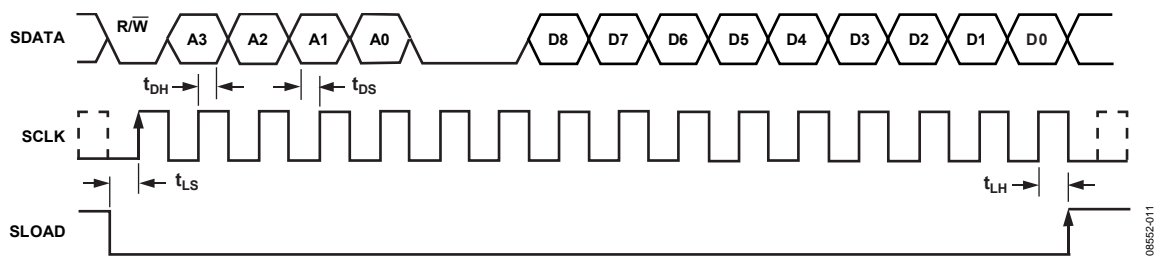 SDATA R/W̅ A3 A2 A1 A0 D8 D7 D6 D5 D4 D3 D2 D1 D0
tDH tDS
SCLK
tLS tLH
SLOAD
08552-011